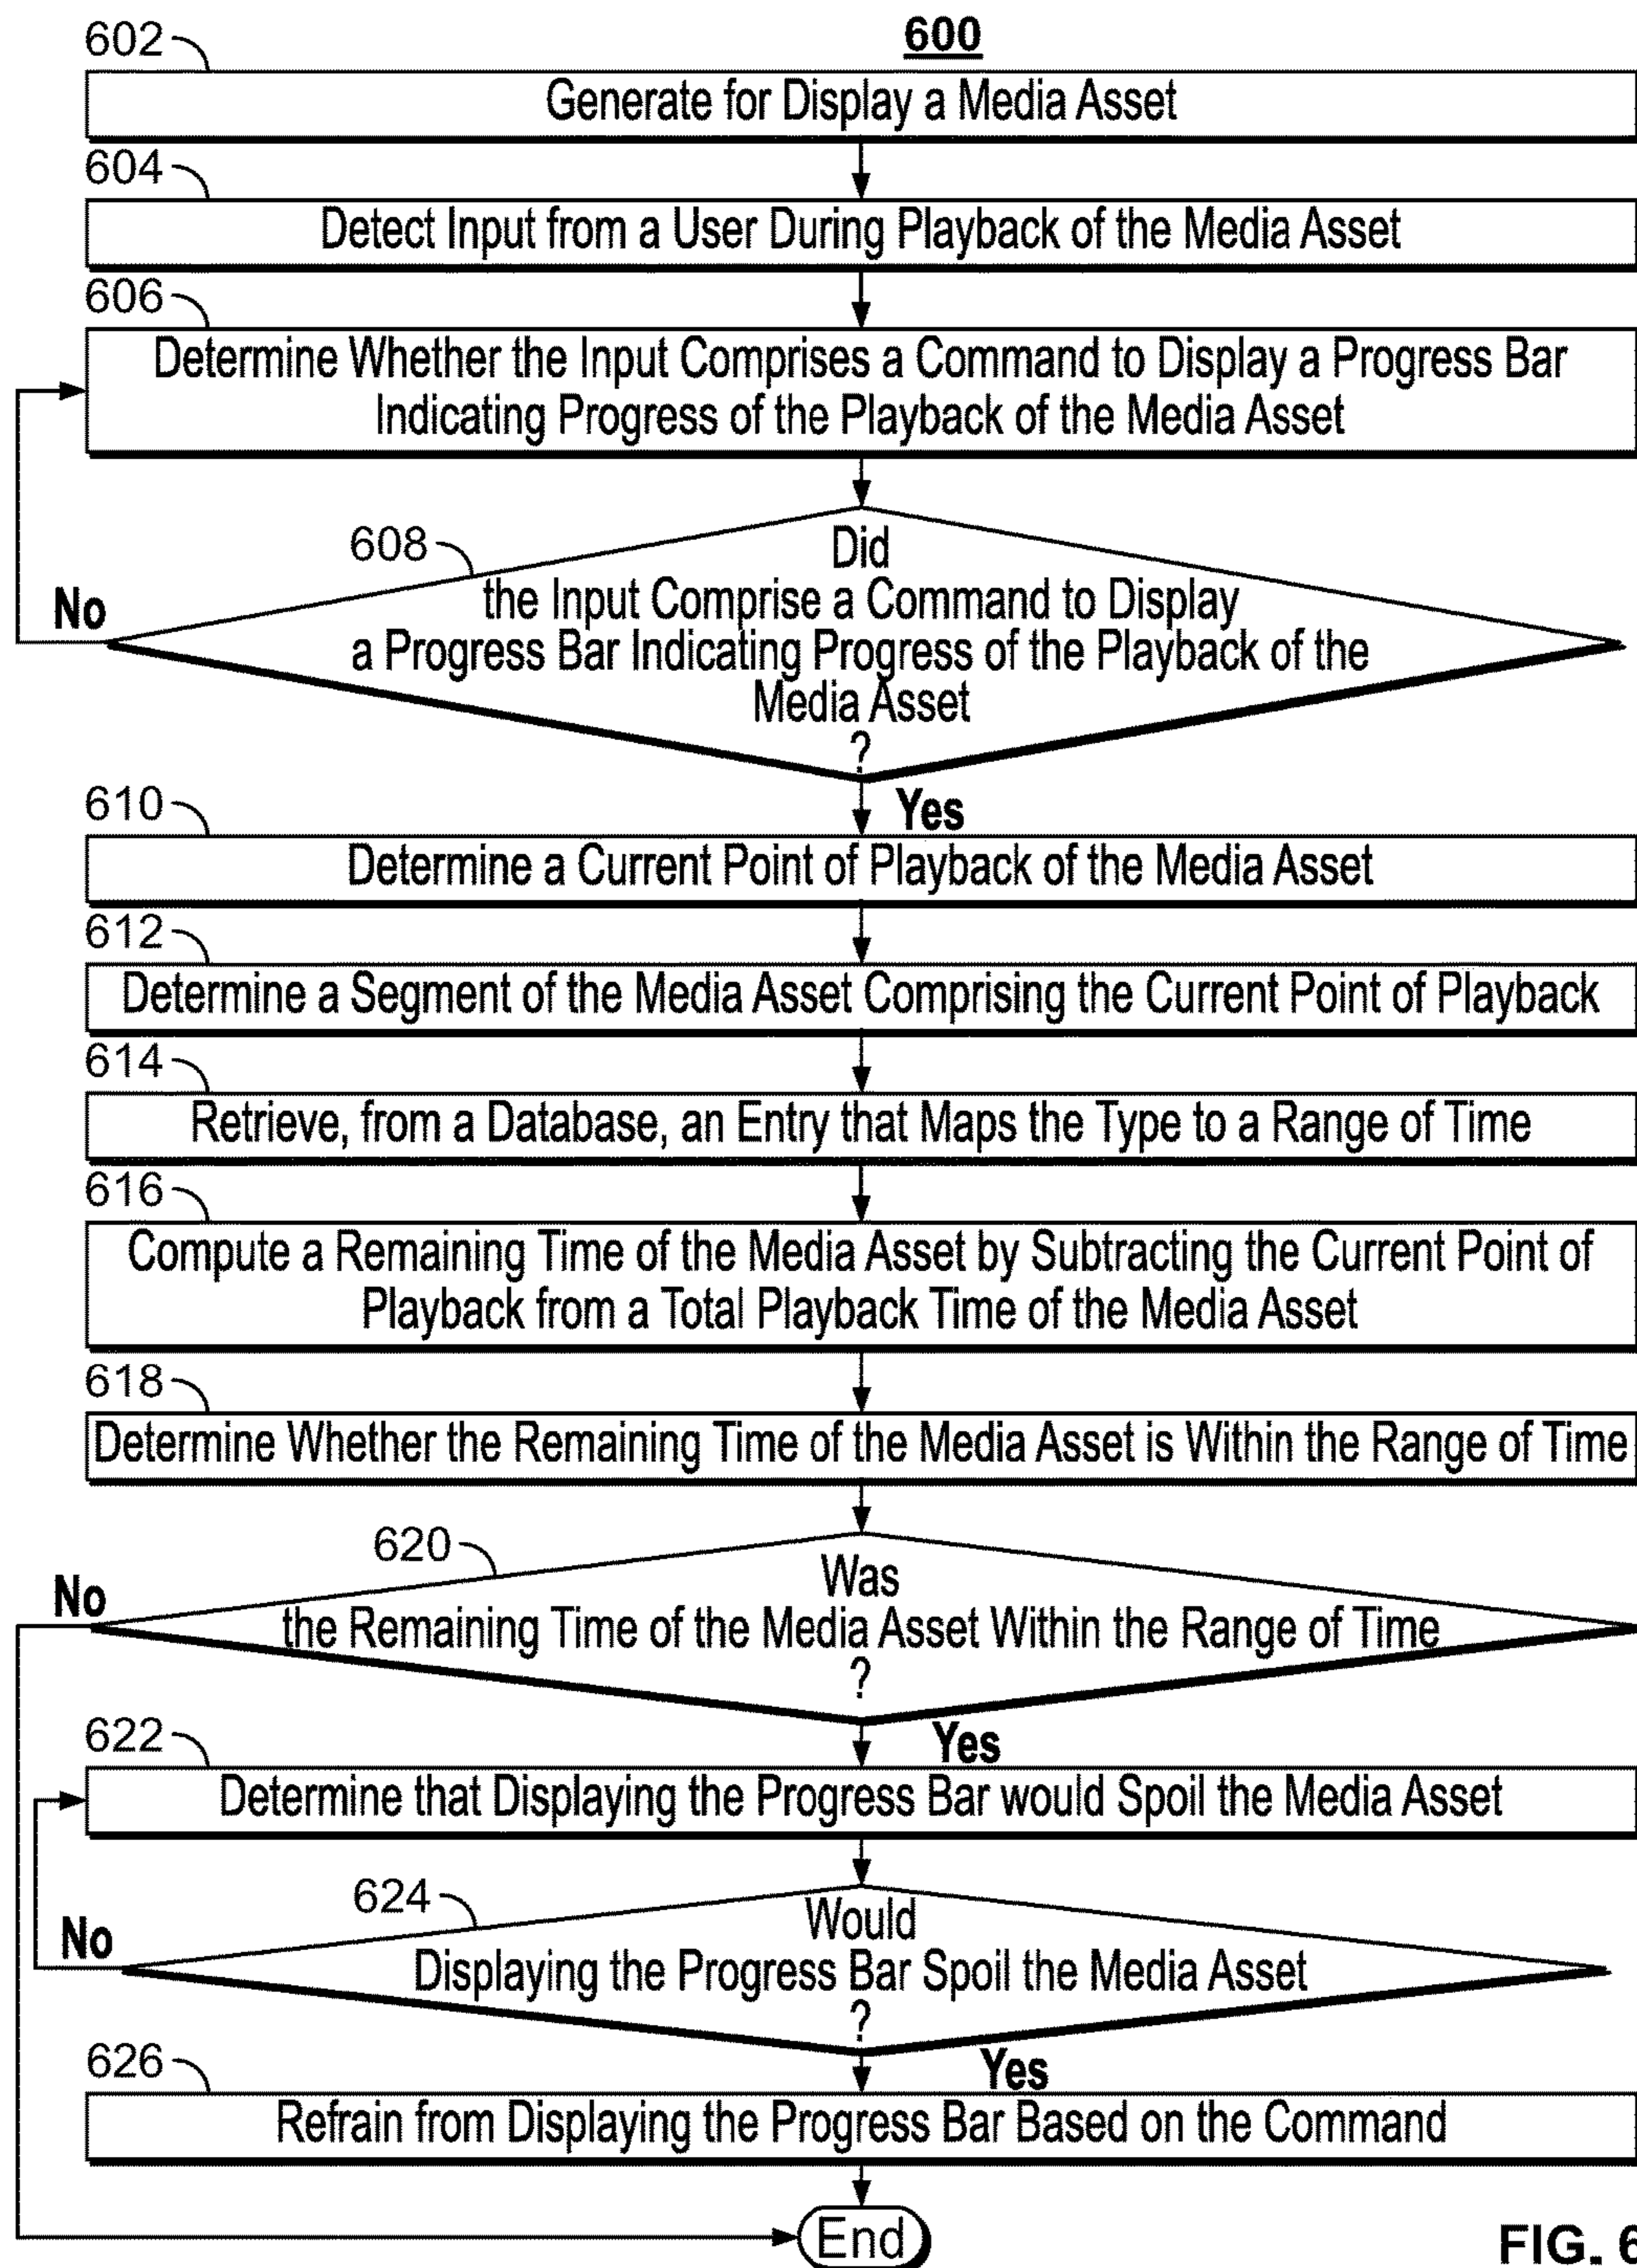 600
602
Generate for Display a Media Asset
604
Detect Input from a User During Playback of the Media Asset
606
Determine Whether the Input Comprises a Command to Display a Progress Bar
Indicating Progress of the Playback of the Media Asset
608
Did
the Input Comprise a Command to Display
a Progress Bar Indicating Progress of the Playback of the
Media Asset
?
No
Yes
610
Determine a Current Point of Playback of the Media Asset
612
Determine a Segment of the Media Asset Comprising the Current Point of Playback
614
Retrieve, from a Database, an Entry that Maps the Type to a Range of Time
616
Compute a Remaining Time of the Media Asset by Subtracting the Current Point of
Playback from a Total Playback Time of the Media Asset
618
Determine Whether the Remaining Time of the Media Asset is Within the Range of Time
620
Was
the Remaining Time of the Media Asset Within the Range of Time
?
No
Yes
622
Determine that Displaying the Progress Bar would Spoil the Media Asset
624
Would
Displaying the Progress Bar Spoil the Media Asset
?
No
Yes
626
Refrain from Displaying the Progress Bar Based on the Command
End
FIG. 6